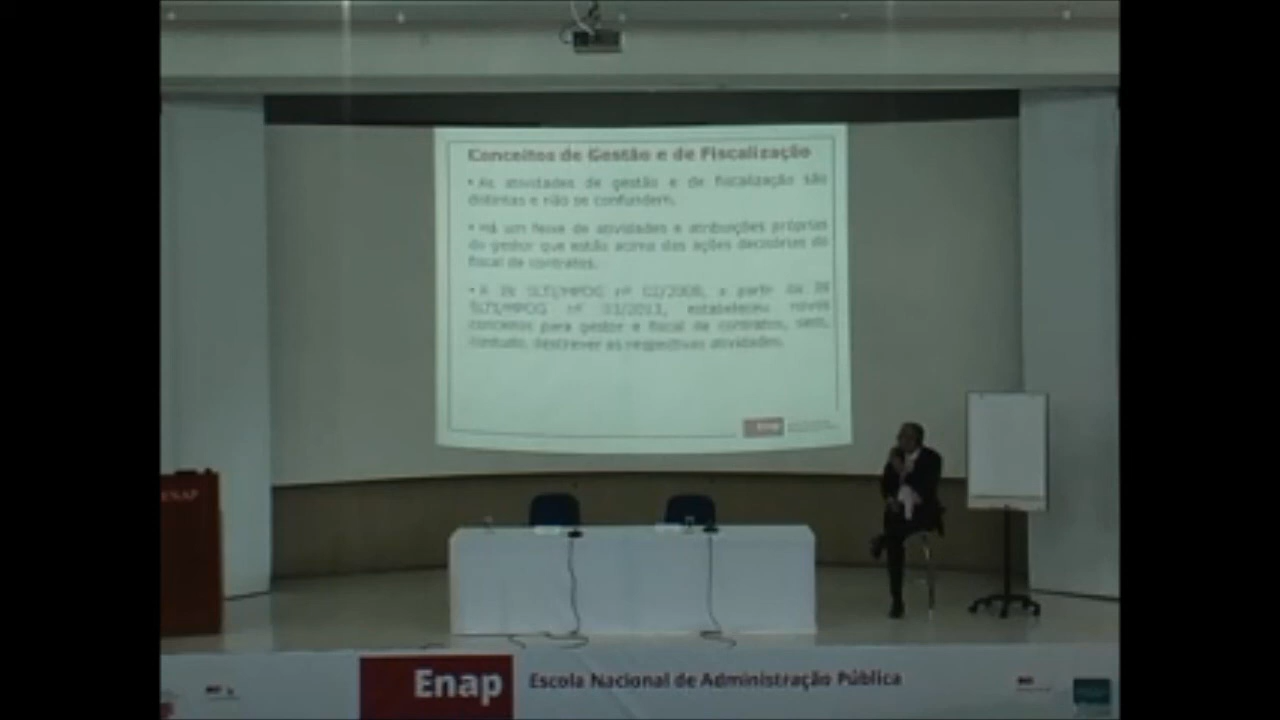 Conceitos de Gestão e de Fiscalização
• As atividades de gestão e de fiscalização são
distintas e não se confundem.
• Há um feixe de atividades e atribuições próprias
do gestor que estão acima das ações decisórias do
fiscal de contratos.
• A IN SLTI/MPOG nº 02/2008, a partir da IN
SLTI/MPOG nº, estabeleceu novos
conceitos para gestor e fiscal de contratos, sem,
contudo, descrever as respectivas atividades.
Enap
ENAP
Enap Escola Nacional de Administração Pública